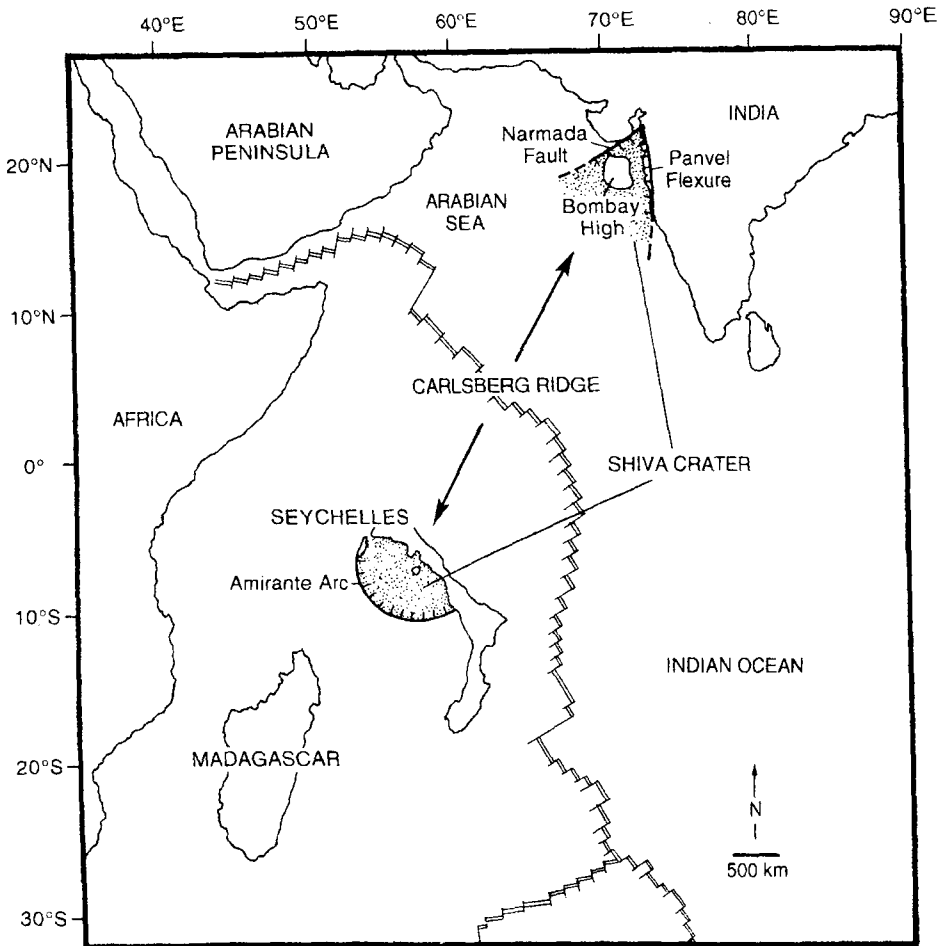 40°E
50°E
60°E
70°E
80°E
90°E
ARABIAN
PENINSULA
Narmada
Fault
INDIA
20°N
Panvel
Flexure
ARABIAN
SEA
Bombay
High
10°N
CARLSBERG RIDGE
AFRICA
0°
SHIVA CRATER
SEYCHELLES
Amirante Arc
10°S
INDIAN OCEAN
MADAGASCAR
20°S
N
500 km
30°S